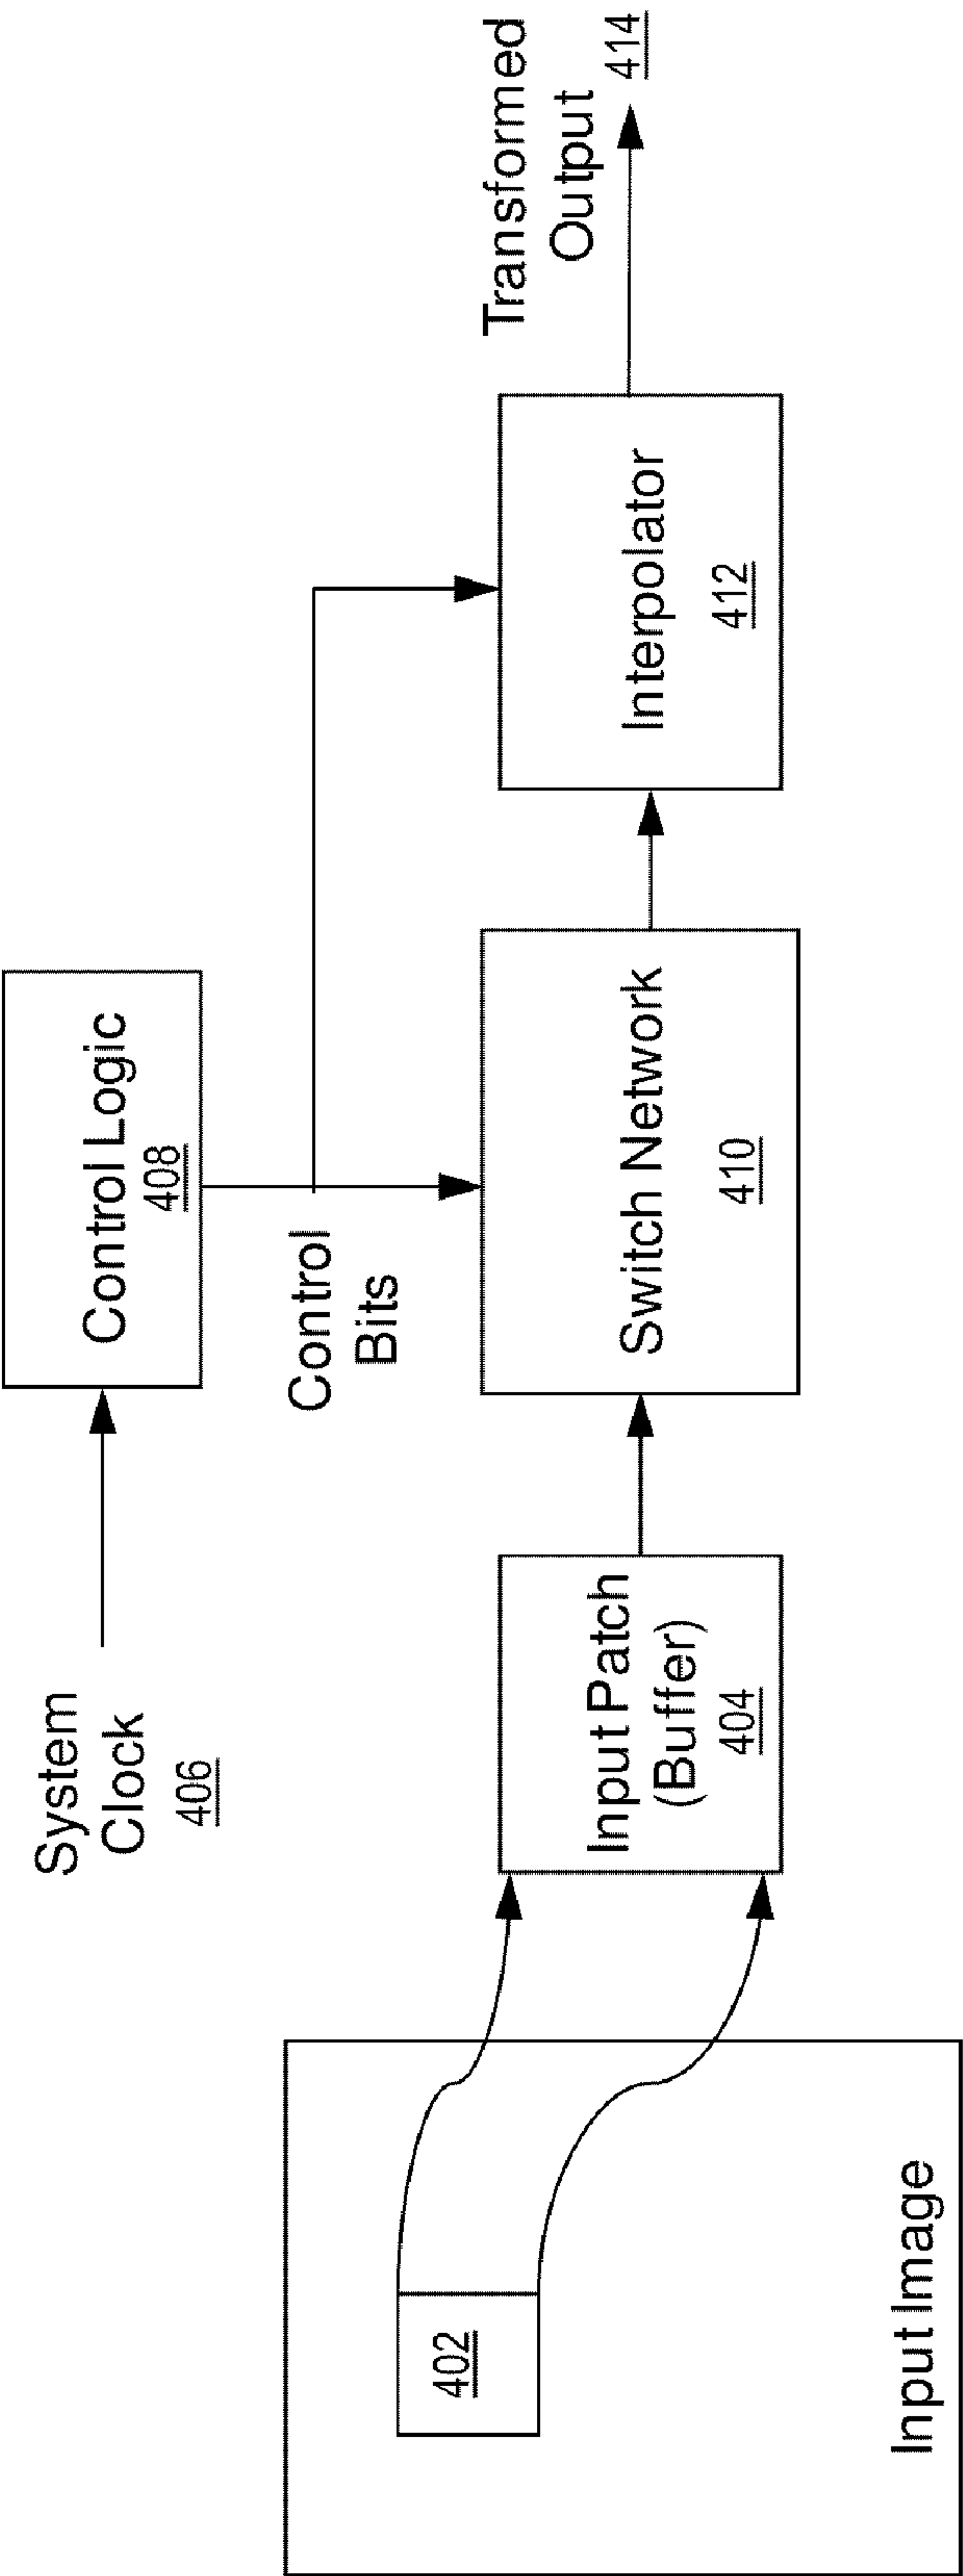 System
Clock
406
Control Logic
408
Control
Bits
402
Input Image
Input Patch
(Buffer)
404
Switch Network
410
Interpolator
412
Transformed
Output
414